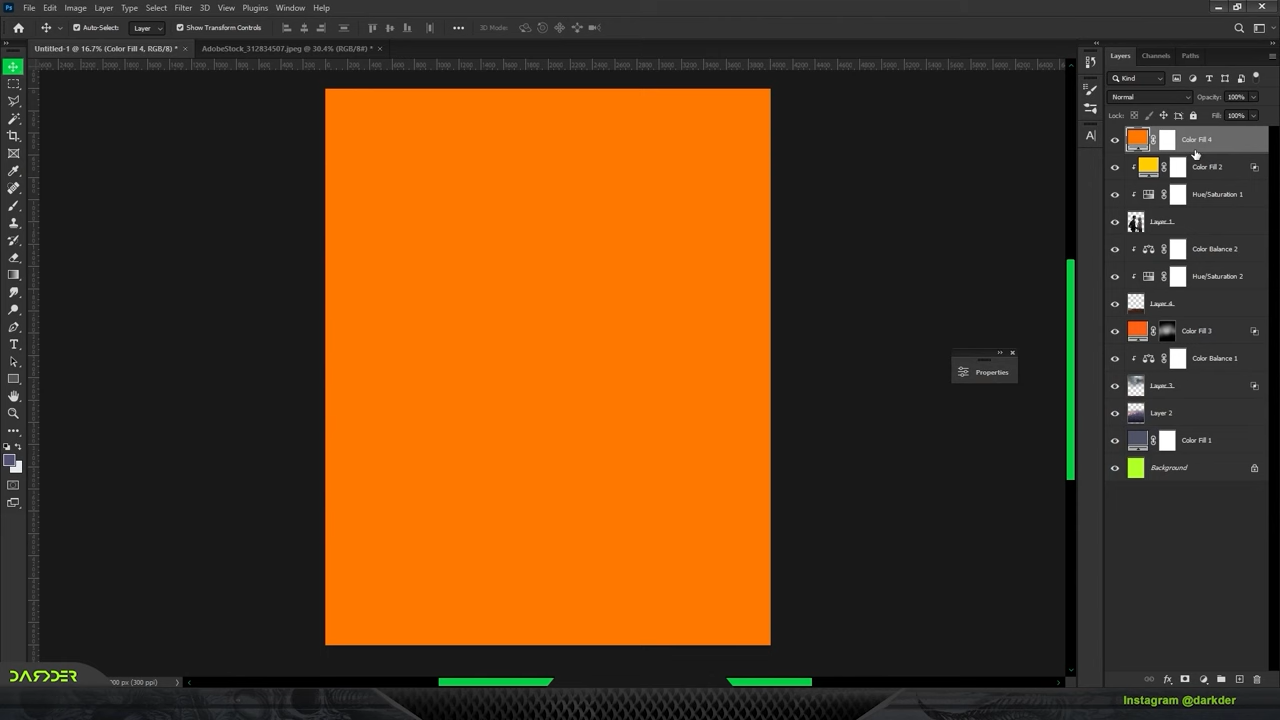 File Edit Image Layer Type Select Filter 3D View Plugins Window Help
Auto-Select: Layer Show Transform Controls 3D Mode:
Untitled-1 @ 16.7% (Color Fill 4, RGB/8) * AdobeStock_312834507.jpeg @ 30.4% (RGB/8#) *
Layers Channels Paths
Kind
Normal Opacity: 100%
Lock: Fill: 100%
Color Fill 4
Color Fill 2
Hue/Saturation 1
Layer 1
Color Balance 2
Hue/Saturation 2
Layer 4
Color Fill 3
Color Balance 1
Layer 3
Layer 2
Color Fill 1
Background
Properties
DARDDER
00 px (300 ppi)
Instagram @darkder